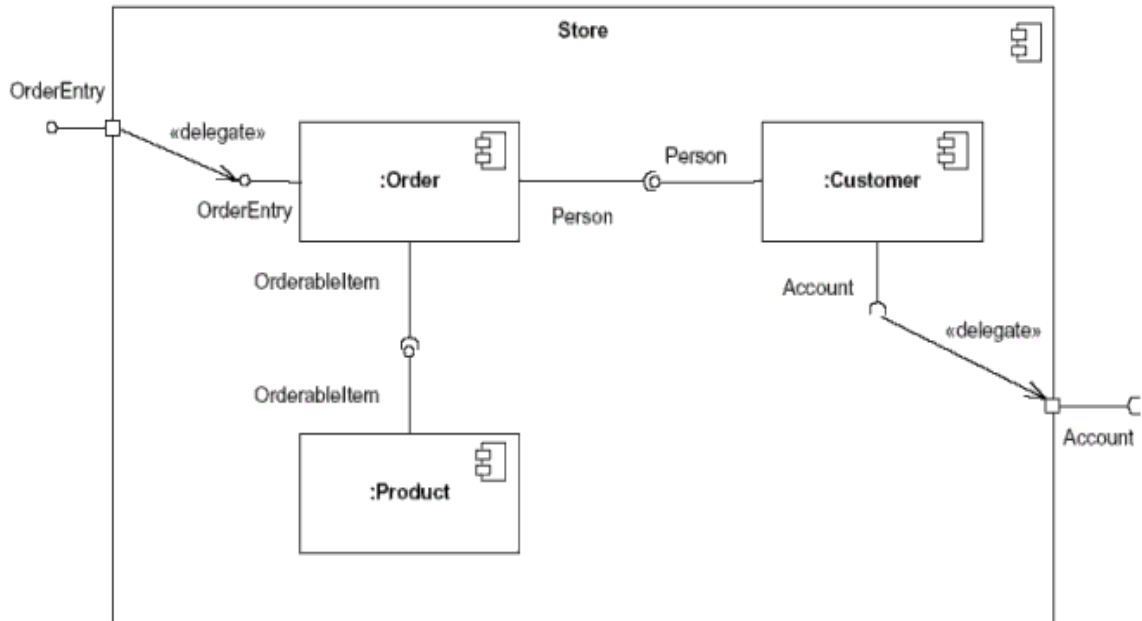 Store
OrderEntry
«delegate»
:Order
Person
:Customer
OrderEntry
Person
OrderableItem
Account
«delegate»
OrderableItem
Account
:Product